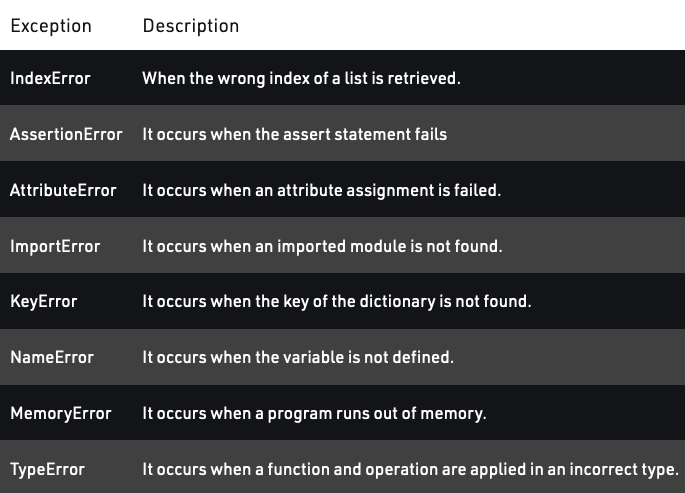 Exception Description
IndexError When the wrong index of a list is retrieved.
AssertionError It occurs when the assert statement fails
AttributeError It occurs when an attribute assignment is failed.
ImportError It occurs when an imported module is not found.
KeyError It occurs when the key of the dictionary is not found.
NameError It occurs when the variable is not defined.
MemoryError It occurs when a program runs out of memory.
TypeError It occurs when a function and operation are applied in an incorrect type.